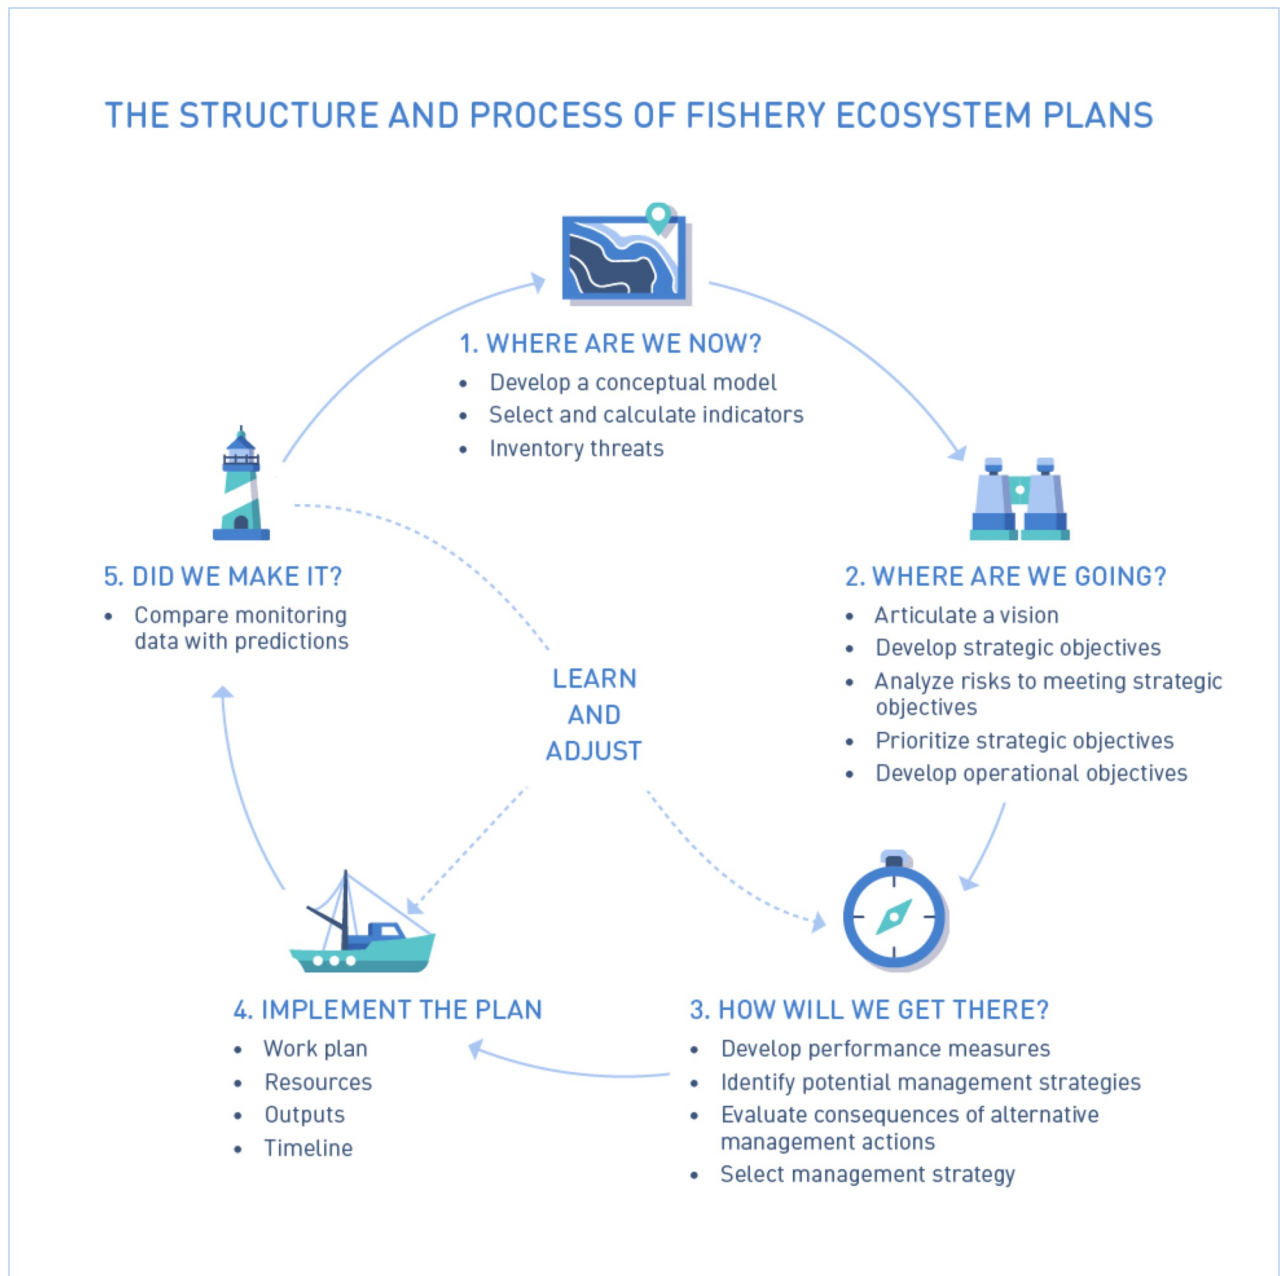 THE STRUCTURE AND PROCESS OF FISHERY ECOSYSTEM PLANS
1. WHERE ARE WE NOW?
• Develop a conceptual model
• Select and calculate indicators
• Inventory threats
2. WHERE ARE WE GOING?
• Articulate a vision
• Develop strategic objectives
• Analyze risks to meeting strategic
objectives
• Prioritize strategic objectives
• Develop operational objectives
3. HOW WILL WE GET THERE?
• Develop performance measures
• Identify potential management strategies
• Evaluate consequences of alternative
management actions
• Select management strategy
4. IMPLEMENT THE PLAN
• Work plan
• Resources
• Outputs
• Timeline
5. DID WE MAKE IT?
• Compare monitoring
data with predictions
LEARN
AND
ADJUST